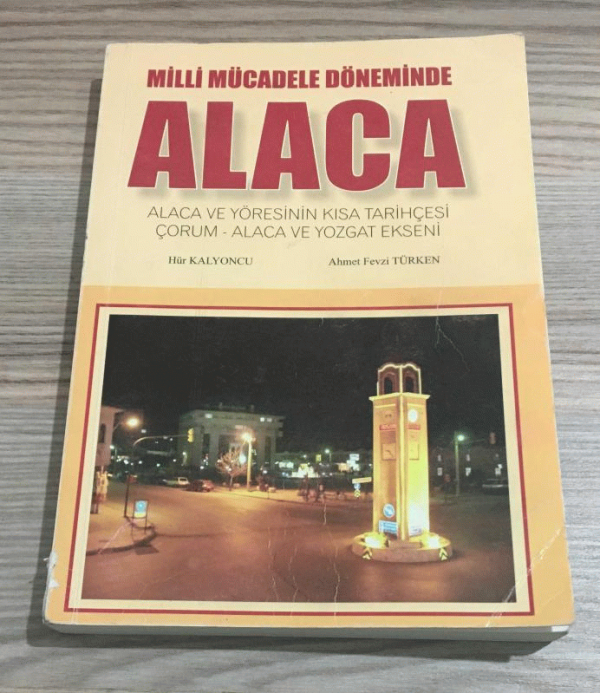 MİLLİ MÜCADELE DÖNEMİNDE
ALACA
ALACA VE YÖRESİNİN KISA TARİHÇESİ
ÇORUM - ALACA VE YOZGAT EKSENİ
Hür KALYONCU Ahmet Fevzi TÜRKEN